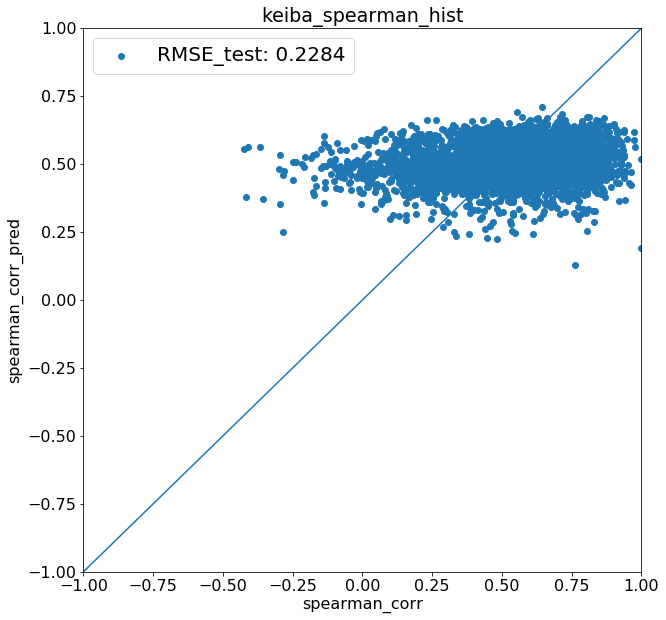 keiba_spearman_hist
RMSE_test: 0.2284
spearman_corr_pred
1.00
0.75
0.50
0.25
0.00
−0.25
−0.50
−0.75
−1.00
−1.00 −0.75 −0.50 −0.25 0.00 0.25 0.50 0.75 1.00
spearman_corr